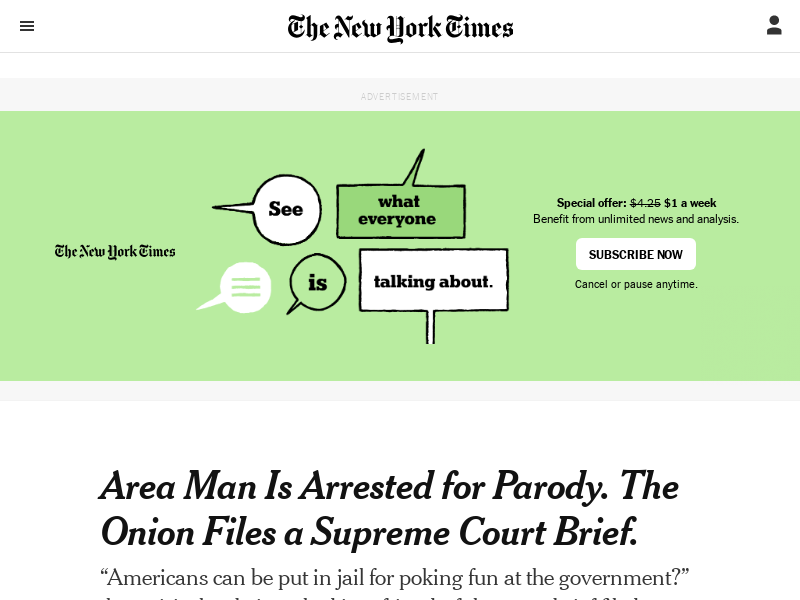 The New York Times
ADVERTISEMENT
The New York Times
See
what
everyone
is
talking about.
Special offer: $4.25 $1 a week
Benefit from unlimited news and analysis.
SUBSCRIBE NOW
Cancel or pause anytime.
Area Man Is Arrested for Parody. The
Onion Files a Supreme Court Brief.
“Americans can be put in jail for poking fun at the government?”